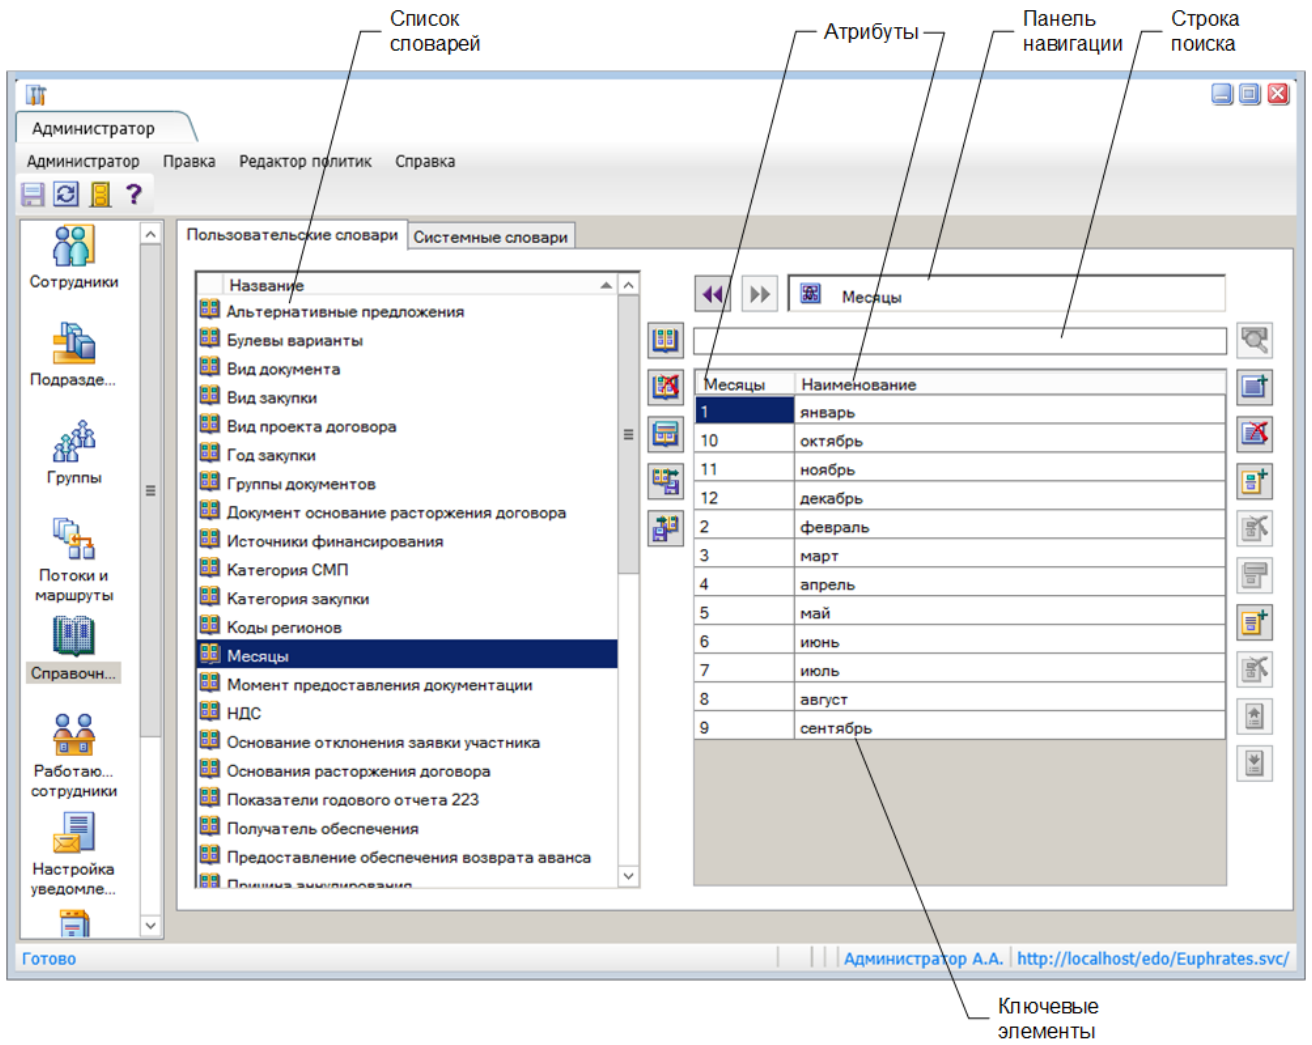 Список
словарей
Атрибуты
Панель
навигации
Строка
поиска
Администратор
Администратор Правка Редактор политик Справка
?
Сотрудники
Подразде...
Группы
Потоки и
маршруты
Справочн...
Работаю...
сотрудники
Настройка
уведомле...
Пользовательские словари Системные словари
Название
Альтернативные предложения
Булевы варианты
Вид документа
Вид закупки
Вид проекта договора
Год закупки
Группы документов
Документ основание расторжения договора
Источники финансирования
Категория СМП
Категория закупки
Коды регионов
Месяцы
Момент предоставления документации
НДС
Основание отклонения заявки участника
Основания расторжения договора
Показатели годового отчета 223
Получатель обеспечения
Предоставление обеспечения возврата аванса
Причина аннулирования
Месяцы
Месяцы Наименование
1 январь
10 октябрь
11 ноябрь
12 декабрь
2 февраль
3 март
4 апрель
5 май
6 июнь
7 июль
8 август
9 сентябрь
Готово Администратор А.А. http://localhost/edo/Euphrates.svc/
Ключевые
элементы